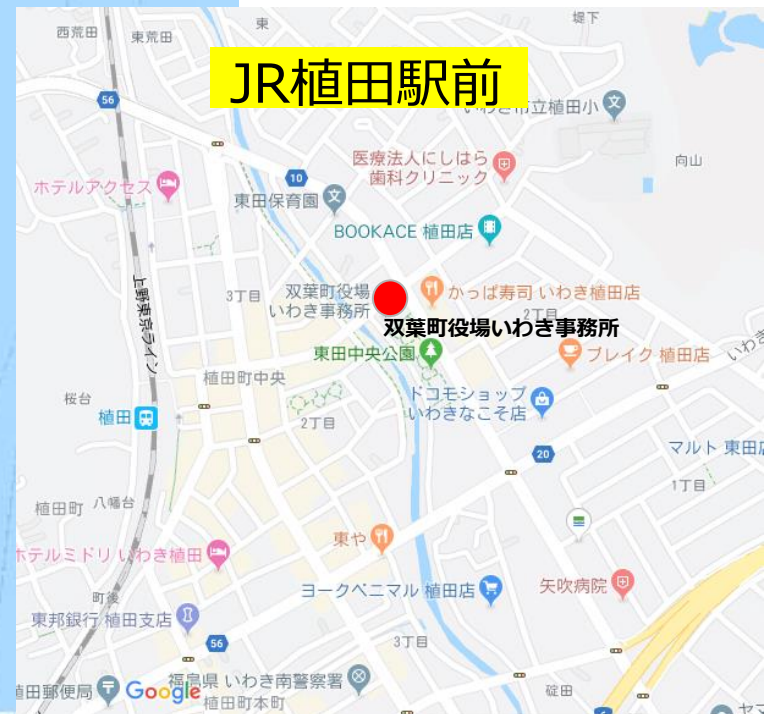 堤下
西荒田
東荒田
東
JR植田駅前
56
いわき市立植田小
医療法人にしはら
歯科クリニック
向山
10
ホテルアクセス
東田保育園
BOOKACE 植田店
上野東京ライン
3丁目
双葉町役場
いわき事務所
かっぱ寿司 いわき植田店
2丁目
双葉町役場いわき事務所
東田中央公園
ブレイク 植田店
いわき
植田町中央
桜台
ドコモショップ
いわきなこそ店
植田
2丁目
20
マルト 東田店
1丁目
植田町
八幡台
東や
ホテルミドリ いわき植田
ヨークベニマル 植田店
矢吹病院
町後
東邦銀行 植田支店
56
3丁目
福島県 いわき南警察署
植田郵便局
Google
植田町本町
碇田
6
ヤマ